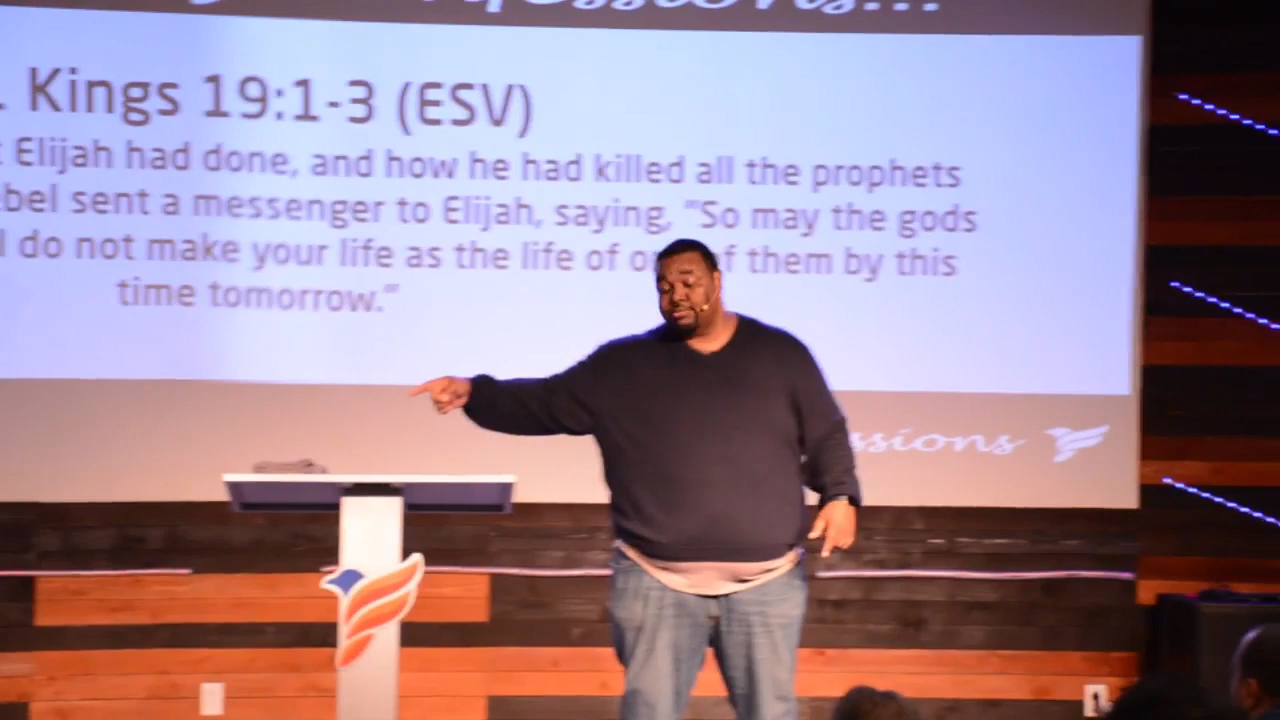 . Kings 19:1-3 (ESV)
Elijah had done, and how he had killed all the prophets
sent a messenger to Elijah, saying, "So may the gods
I do not make your life as the life of of them by this
time tomorrow."